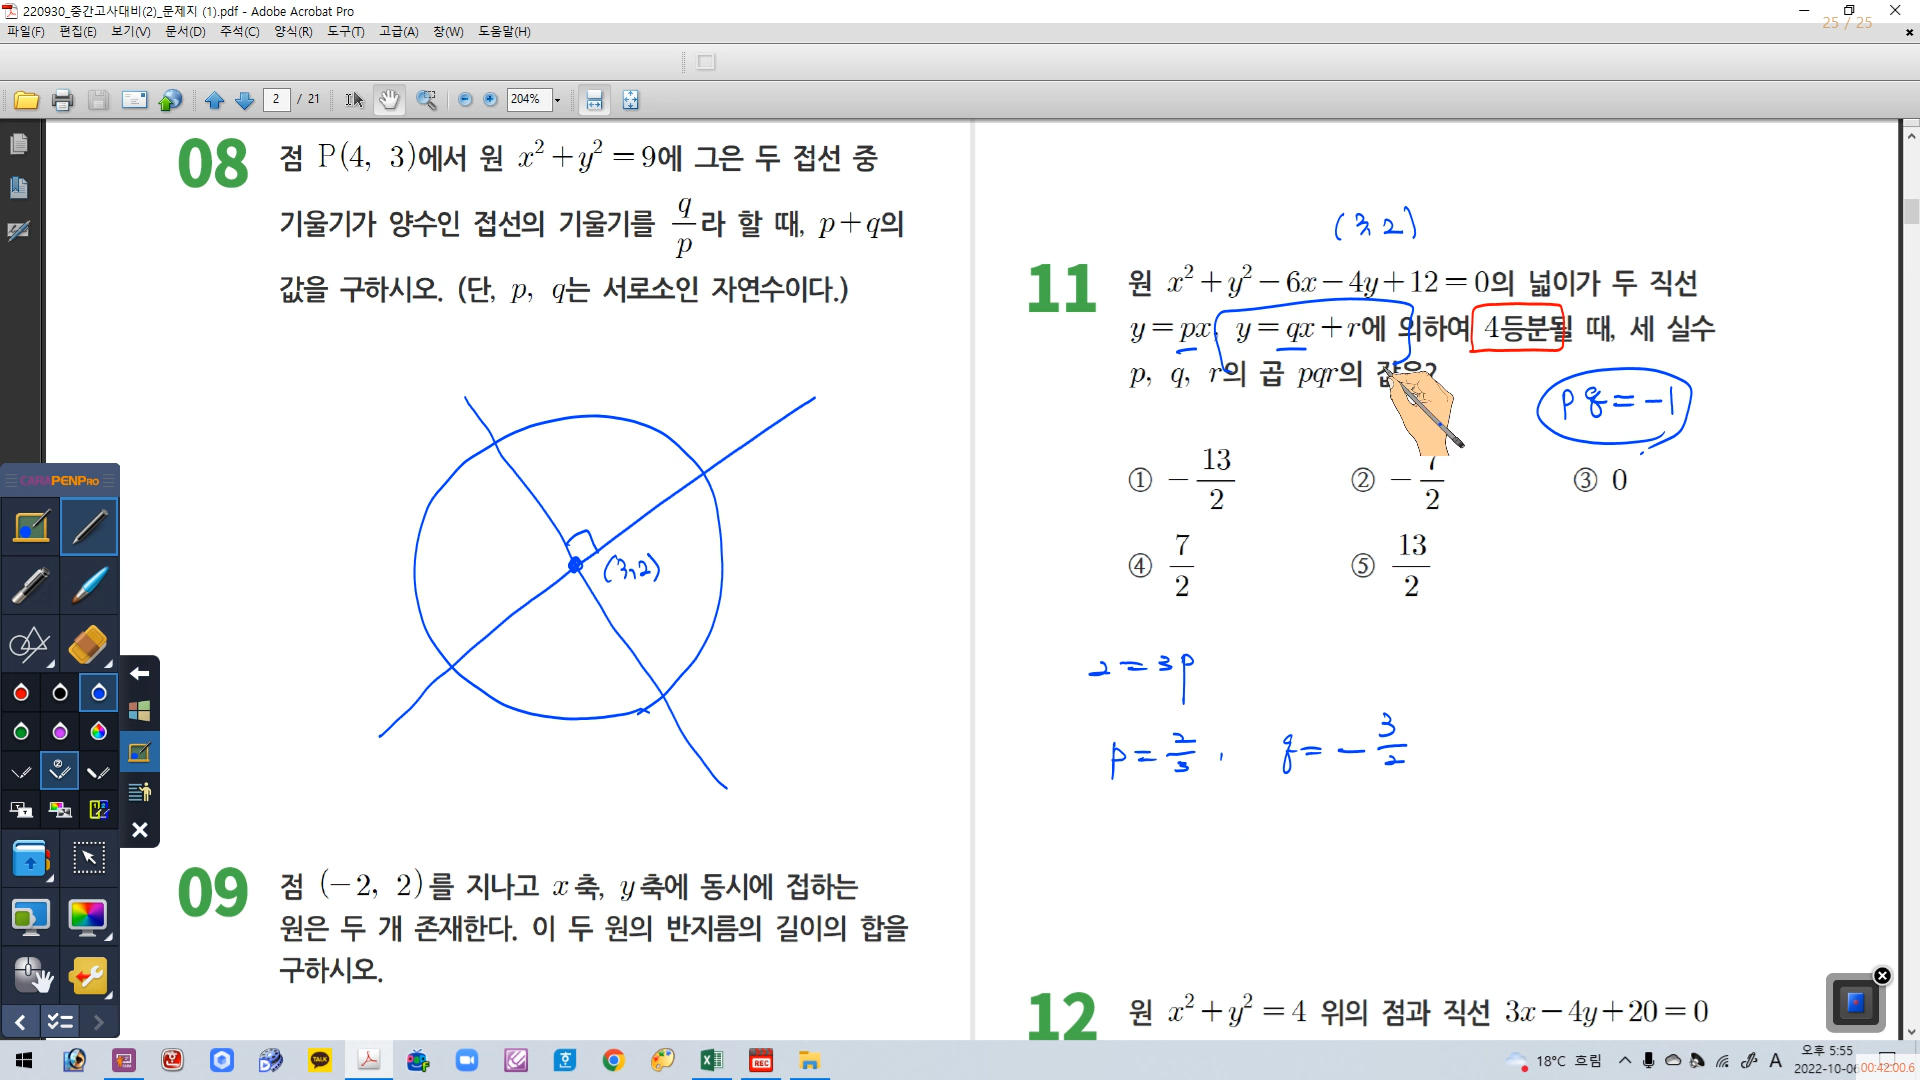 220930_중간고사대비(2)_문제지 (1).pdf - Adobe Acrobat Pro
25 / 25
파일(F) 편집(E) 보기(V) 문서(D) 주석(C) 양식(R) 도구(T) 고급(A) 창(W) 도움말(H)
2 / 21 204%
08 점 P(4, 3)에서 원 x²+y²=9에 그은 두 접선 중
기울기가 양수인 접선의 기울기를 q/p라 할 때, p+q의
값을 구하시오. (단, p, q는 서로소인 자연수이다.)
(3,2)
09 점 (-2, 2)를 지나고 x축, y축에 동시에 접하는
원은 두 개 존재한다. 이 두 원의 반지름의 길이의 합을
구하시오.
(3, 2)
11 원 x²+y²-6x-4y+12=0의 넓이가 두 직선
y=px, y=qx+r에 의하여 4등분될 때, 세 실수
p, q, r의 곱 pqr의 값은?
pq=-1
① -13/2 ② -7/2 ③ 0
④ 7/2 ⑤ 13/2
2=3p
p=2/3, q=-3/2
12 원 x²+y²=4 위의 점과 직선 3x-4y+20=0
CARAPENPRO
TALK
REC
18°C 흐림
A
오후 5:55
2022-10-06
00:42:00.6